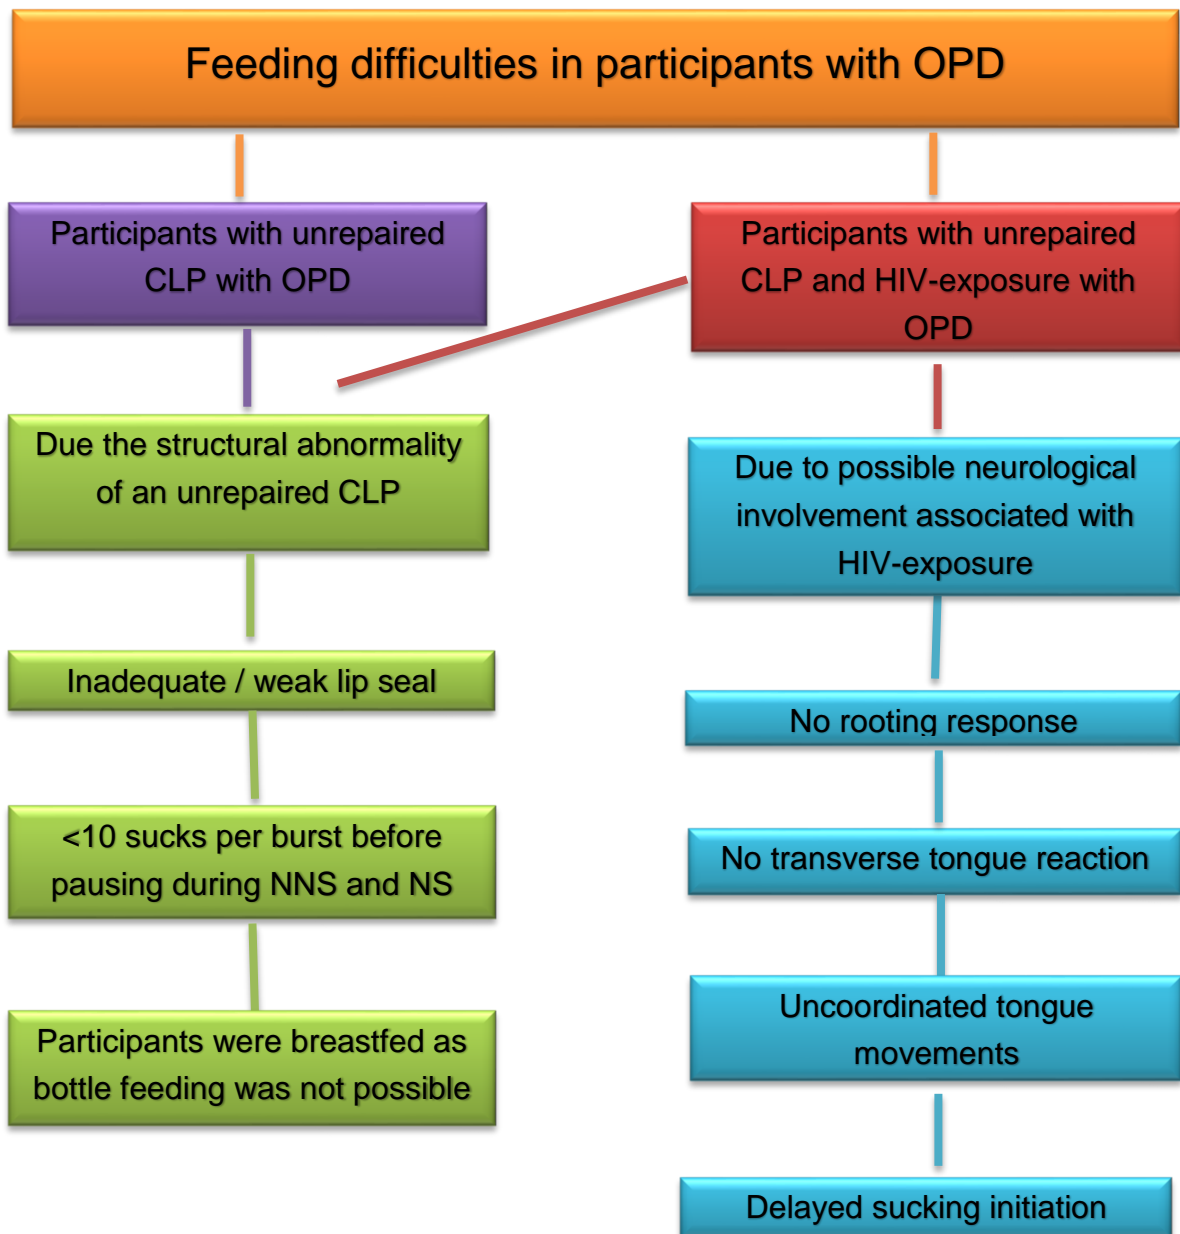 Feeding difficulties in participants with OPD
Participants with unrepaired
CLP with OPD
Participants with unrepaired
CLP and HIV-exposure with
OPD
Due the structural abnormality
of an unrepaired CLP
Due to possible neurological
involvement associated with
HIV-exposure
Inadequate / weak lip seal
No rooting response
<10 sucks per burst before
pausing during NNS and NS
No transverse tongue reaction
Uncoordinated tongue
movements
Participants were breastfed as
bottle feeding was not possible
Delayed sucking initiation